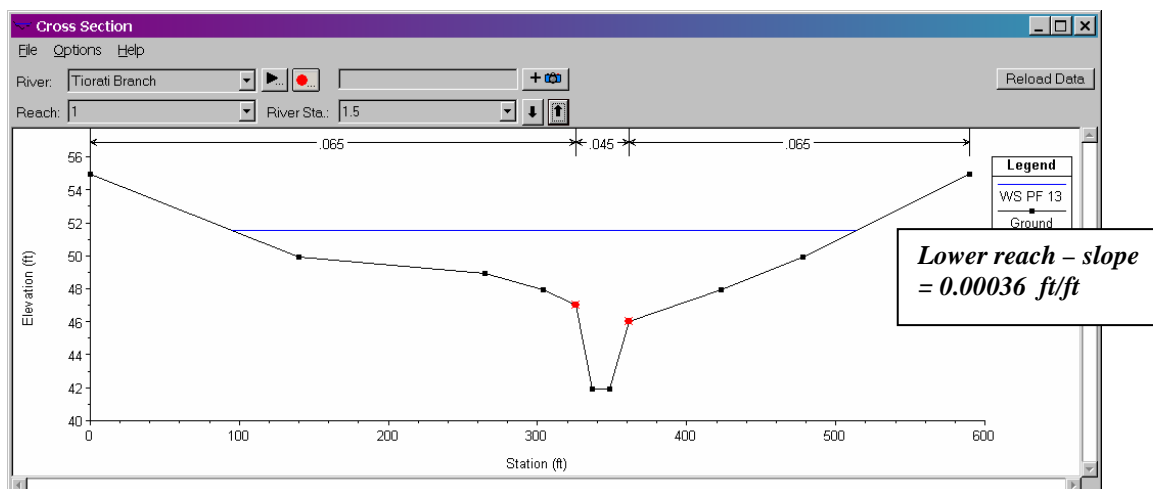 Cross Section
File Options Help
River: Tiorati Branch
Reload Data
Reach: 1 River Sta.: 1.5
.065 .045 .065
56
54
52
50
48
46
44
42
40
Elevation (ft)
0 100 200 300 400 500 600
Station (ft)
Legend
WS PF 13
Ground
Lower reach – slope
= 0.00036 ft/ft